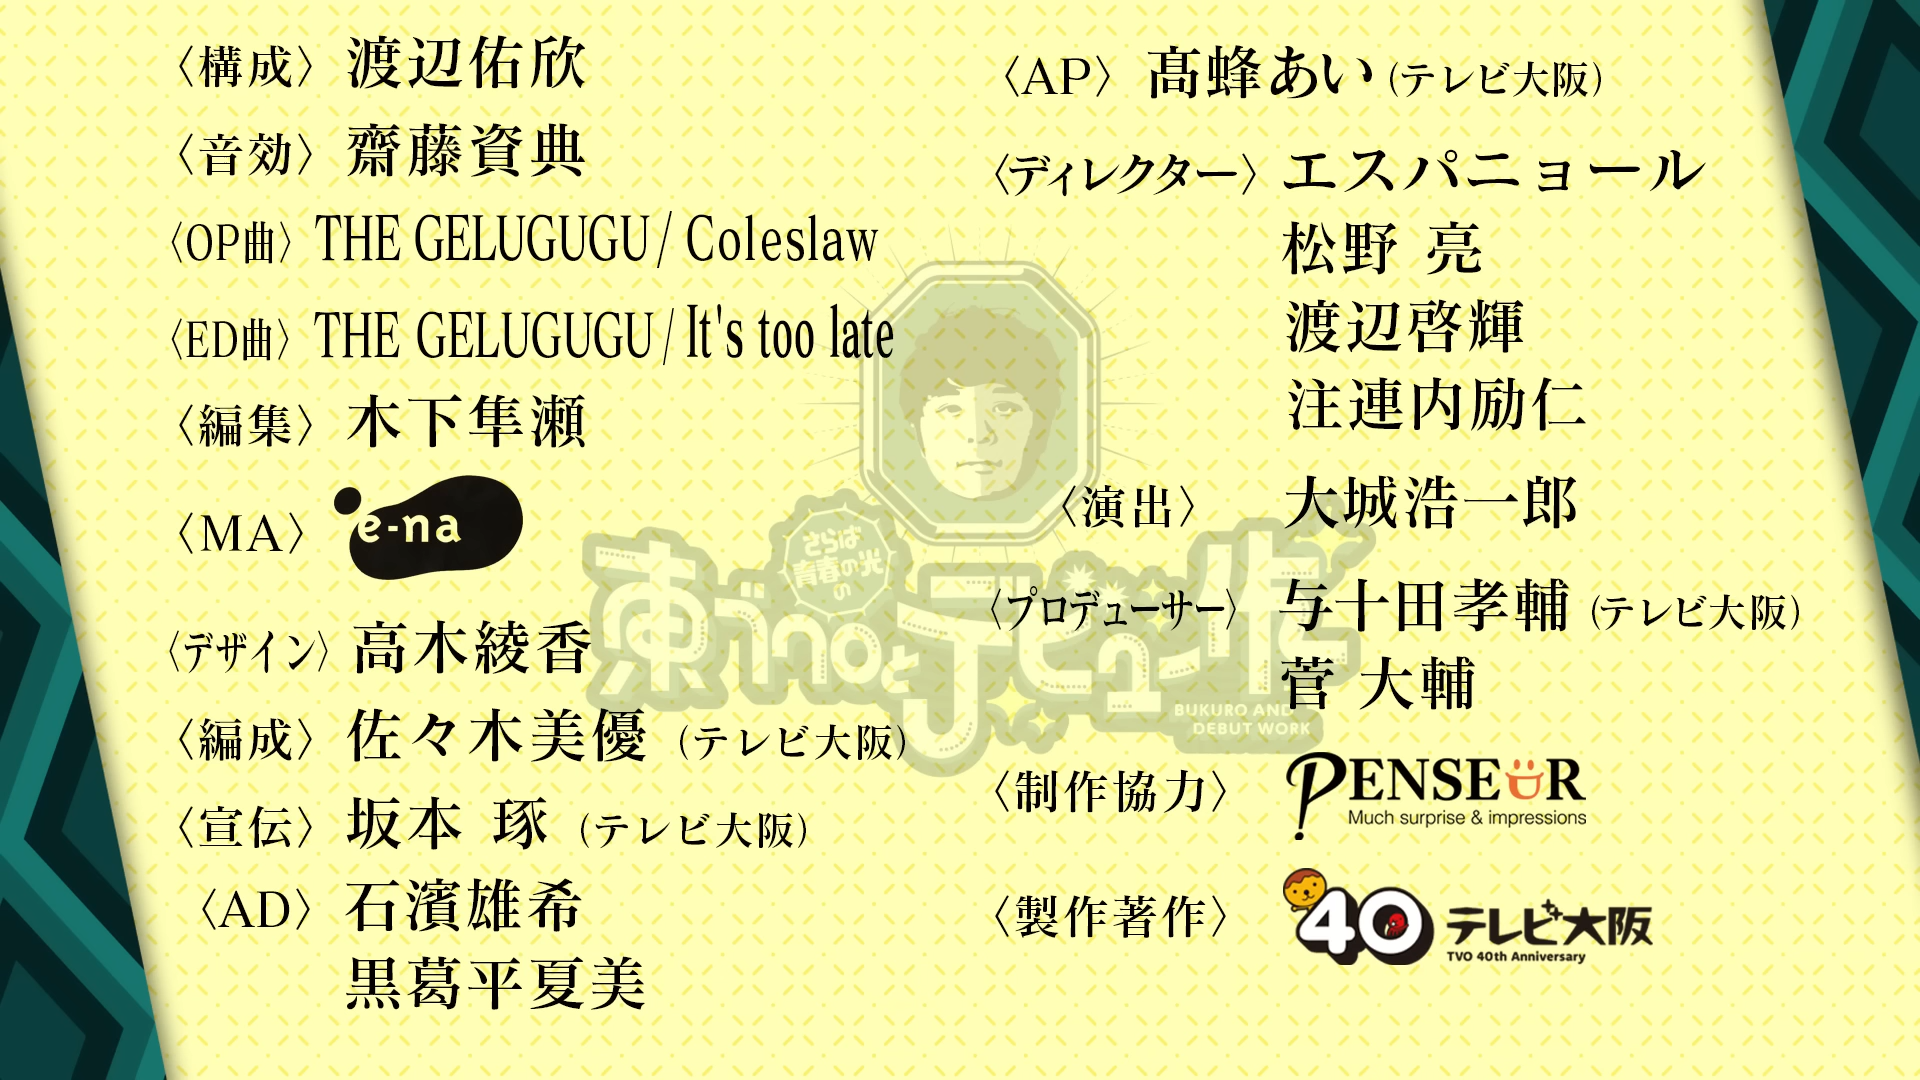 〈構成〉 渡辺佑欣
〈音効〉 齋藤資典
〈OP曲〉 THE GELUGUGU / Coleslaw
〈ED曲〉 THE GELUGUGU / It's too late
〈編集〉 木下隼瀬
〈MA〉 e-na
〈デザイン〉 高木綾香
〈編成〉 佐々木美優 (テレビ大阪)
〈宣伝〉 坂本 琢 (テレビ大阪)
〈AD〉 石濱雄希
黒葛平夏美
〈AP〉 髙蜂あい (テレビ大阪)
〈ディレクター〉 エスパニョール
松野 亮
渡辺啓輝
注連内励仁
〈演出〉 大城浩一郎
〈プロデューサー〉 与十田孝輔 (テレビ大阪)
菅 大輔
〈制作協力〉 PENSEUR
Much surprise & impressions
〈製作著作〉 40 テレビ大阪
TVO 40th Anniversary
さらば
青春の光
の
東ブクロとデビュー作
BUKURO AND
DEBUT WORK